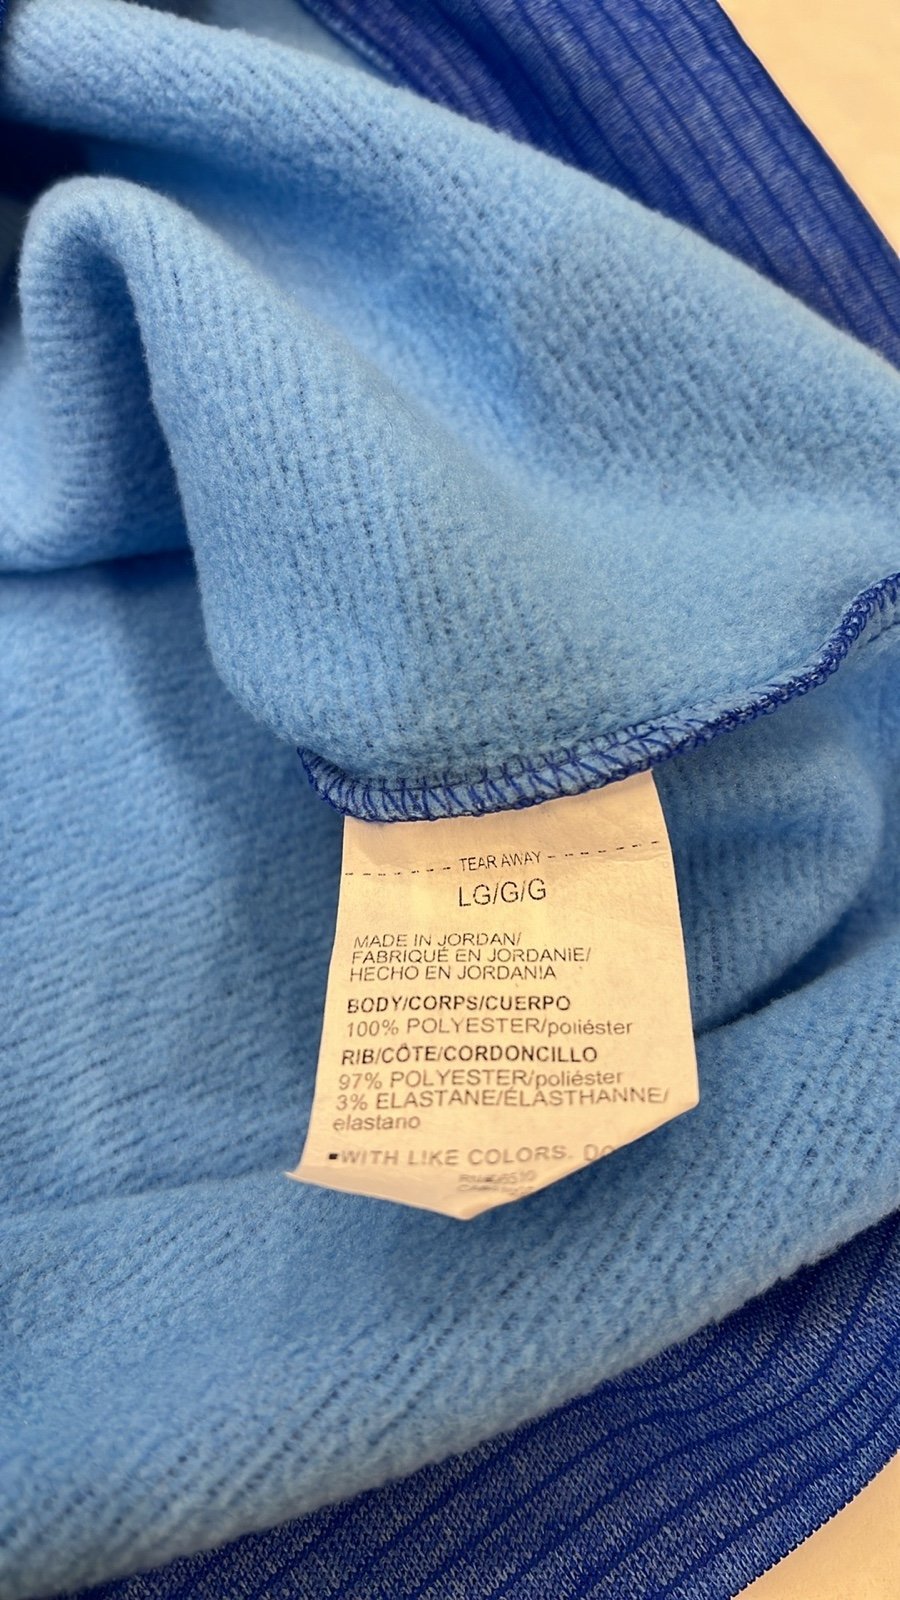 TEAR AWAY
LG/G/G
MADE IN JORDAN/
FABRIQUÉ EN JORDANIE/
HECHO EN JORDANIA
BODY/CORPS/CUERPO
100% POLYESTER/poliéster
RIB/CÔTE/CORDONCILLO
97% POLYESTER/poliéster
3% ELASTANE/ÉLASTHANNE/
elastano
▪WITH LIKE COLORS.